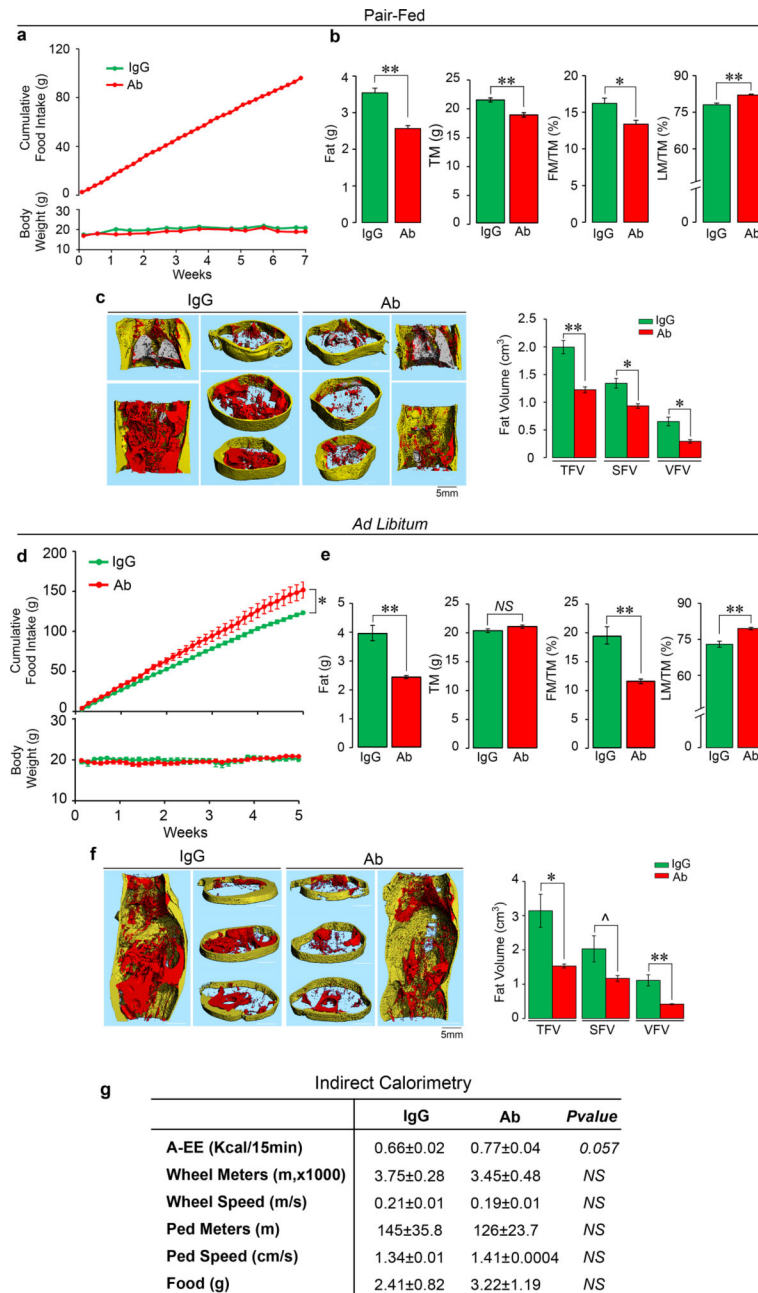 Pair-Fed
a
120
80
40
0
Cumulative
Food Intake (g)
IgG
Ab
30
20
10
Body
Weight (g)
0 1 2 3 4 5 6 7
Weeks
b
Fat (g)
4
3
2
1
0
**
IgG Ab
TM (g)
25
20
15
10
5
0
**
IgG Ab
FM/TM (%)
20
15
10
5
0
*
IgG Ab
LM/TM (%)
90
75
60
0
**
IgG Ab
c
IgG Ab
5mm
Fat Volume (cm³)
2.5
2.0
1.5
1.0
0.5
0
IgG
Ab
** * *
TFV SFV VFV
Ad Libitum
d
200
150
100
50
0
Cumulative
Food Intake (g)
IgG
Ab
*
30
20
10
Body
Weight (g)
0 1 2 3 4 5
Weeks
e
Fat (g)
5
4
3
2
1
0
**
IgG Ab
TM (g)
25
20
15
10
5
0
NS
IgG Ab
FM/TM (%)
25
20
15
10
5
0
**
IgG Ab
LM/TM (%)
90
75
60
0
**
IgG Ab
f
IgG Ab
5mm
Fat Volume (cm³)
4
3
2
1
0
IgG
Ab
* ^ **
TFV SFV VFV
g
Indirect Calorimetry
IgG Ab Pvalue
A-EE (Kcal/15min) 0.66±0.02 0.77±0.04 0.057
Wheel Meters (m,x1000) 3.75±0.28 3.45±0.48 NS
Wheel Speed (m/s) 0.21±0.01 0.19±0.01 NS
Ped Meters (m) 145±35.8 126±23.7 NS
Ped Speed (cm/s) 1.34±0.01 1.41±0.0004 NS
Food (g) 2.41±0.82 3.22±1.19 NS